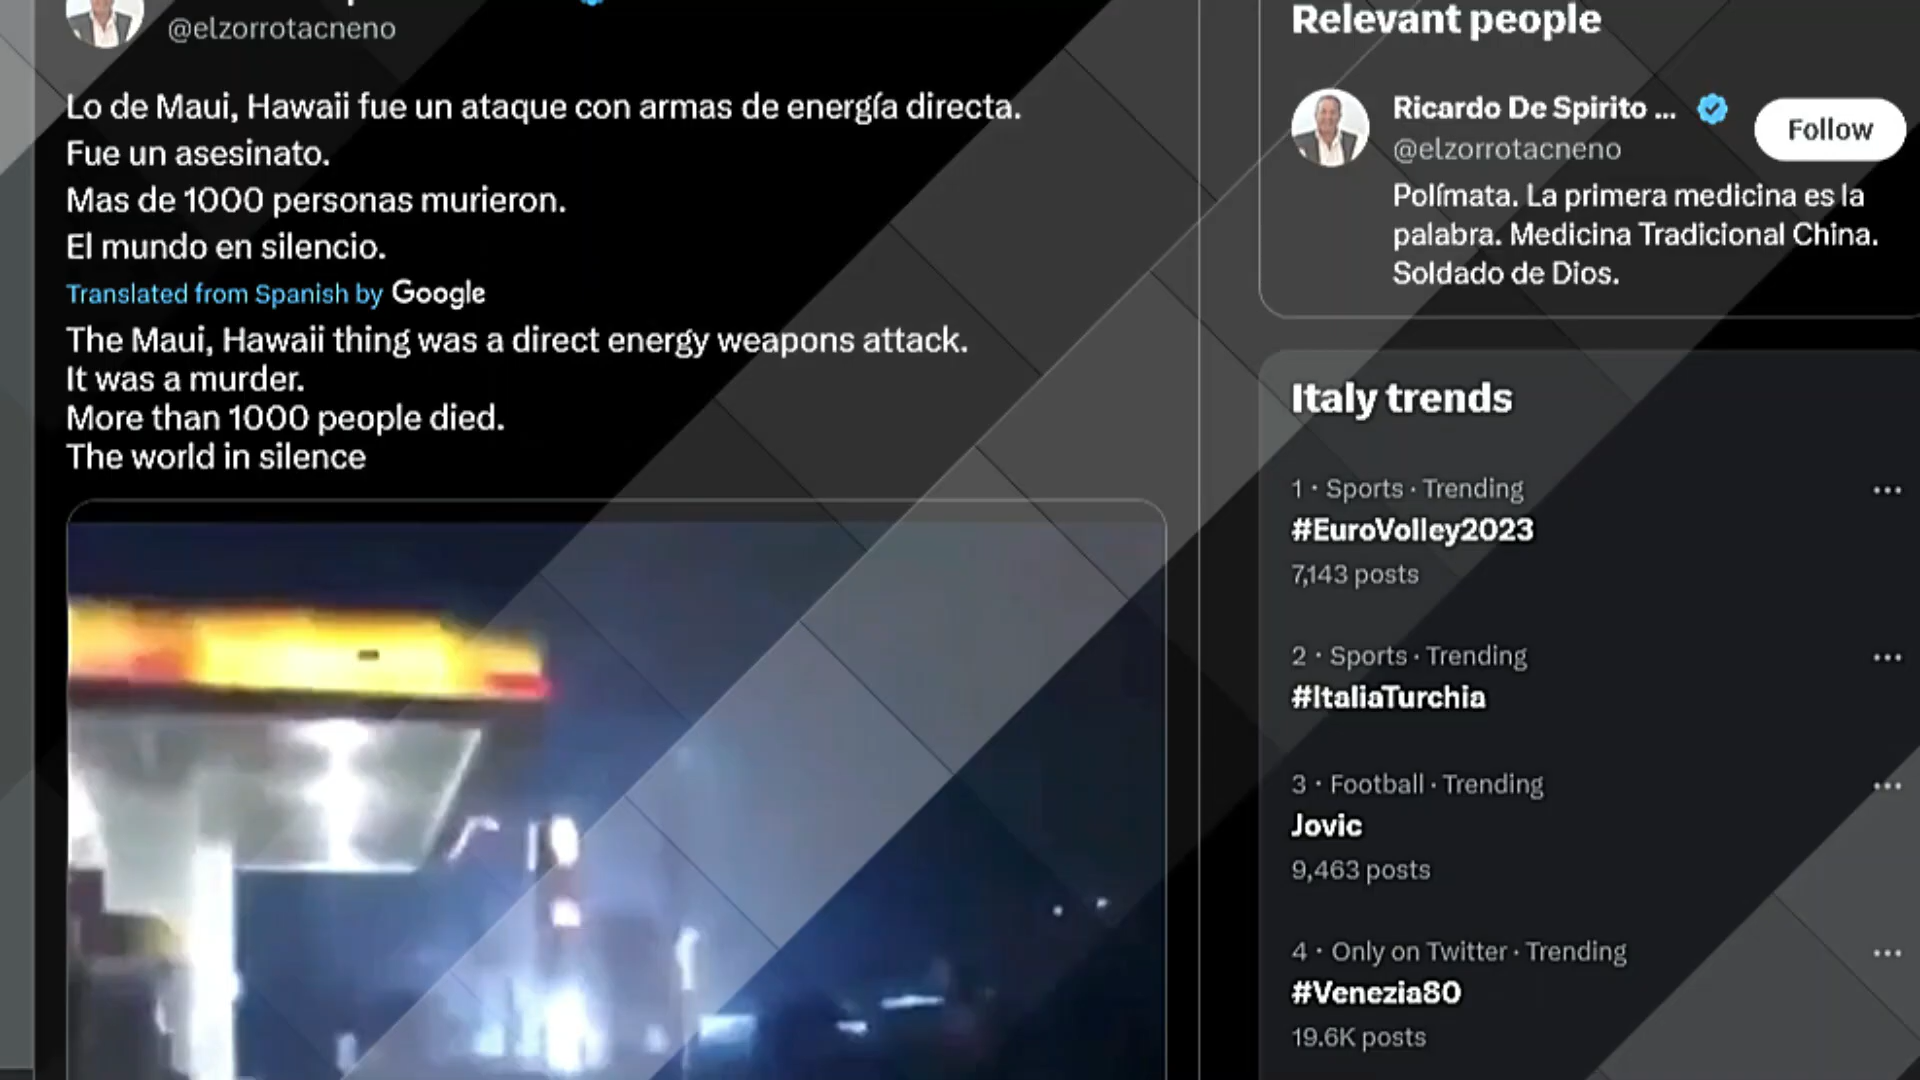 @elzorrotacneno
Lo de Maui, Hawaii fue un ataque con armas de energía directa.
Fue un asesinato.
Mas de 1000 personas murieron.
El mundo en silencio.
Translated from Spanish by Google
The Maui, Hawaii thing was a direct energy weapons attack.
It was a murder.
More than 1000 people died.
The world in silence
Relevant people
Ricardo De Spirito ...
@elzorrotacneno
Follow
Polímata. La primera medicina es la
palabra. Medicina Tradicional China.
Soldado de Dios.
Italy trends
1 · Sports · Trending
#EuroVolley2023
7,143 posts
2 · Sports · Trending
#ItaliaTurchia
3 · Football · Trending
Jovic
9,463 posts
4 · Only on Twitter · Trending
#Venezia80
19.6K posts